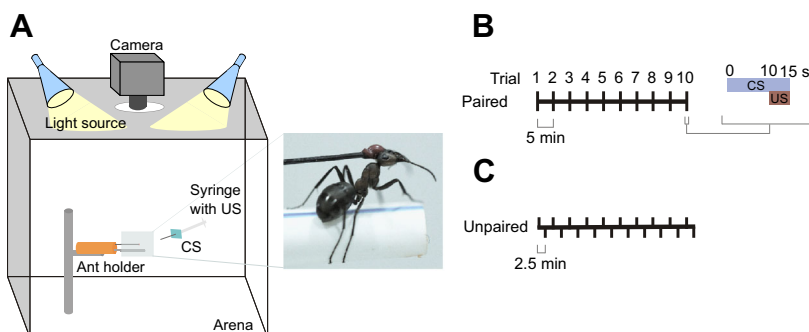 A
Camera
Light source
Syringe
with US
CS
Ant holder
Arena
B
Trial 1 2 3 4 5 6 7 8 9 10
Paired
5 min
0 10 15 s
CS
US
C
Unpaired
2.5 min